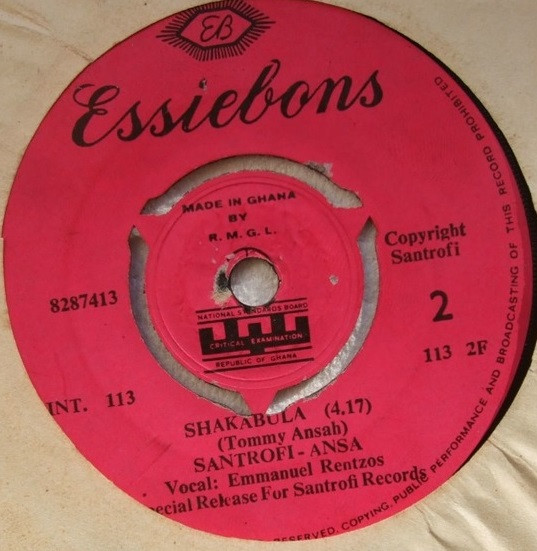 EB
Essiebons
MADE IN GHANA
BY
R. M. G. L.
Copyright
Santrofi
8287413
2
NATIONAL STANDARDS BOARD
CRITICAL EXAMINATION
REPUBLIC OF GHANA
113 2F
INT. 113
SHAKABULA (4.17)
(Tommy Ansah)
SANTROFI - ANSA
Vocal: Emmanuel Rentzos
Release For Santrofi Records
COPYING, PUBLIC PERFORMANCE AND BROADCASTING OF THIS RECORD PROHIBITED